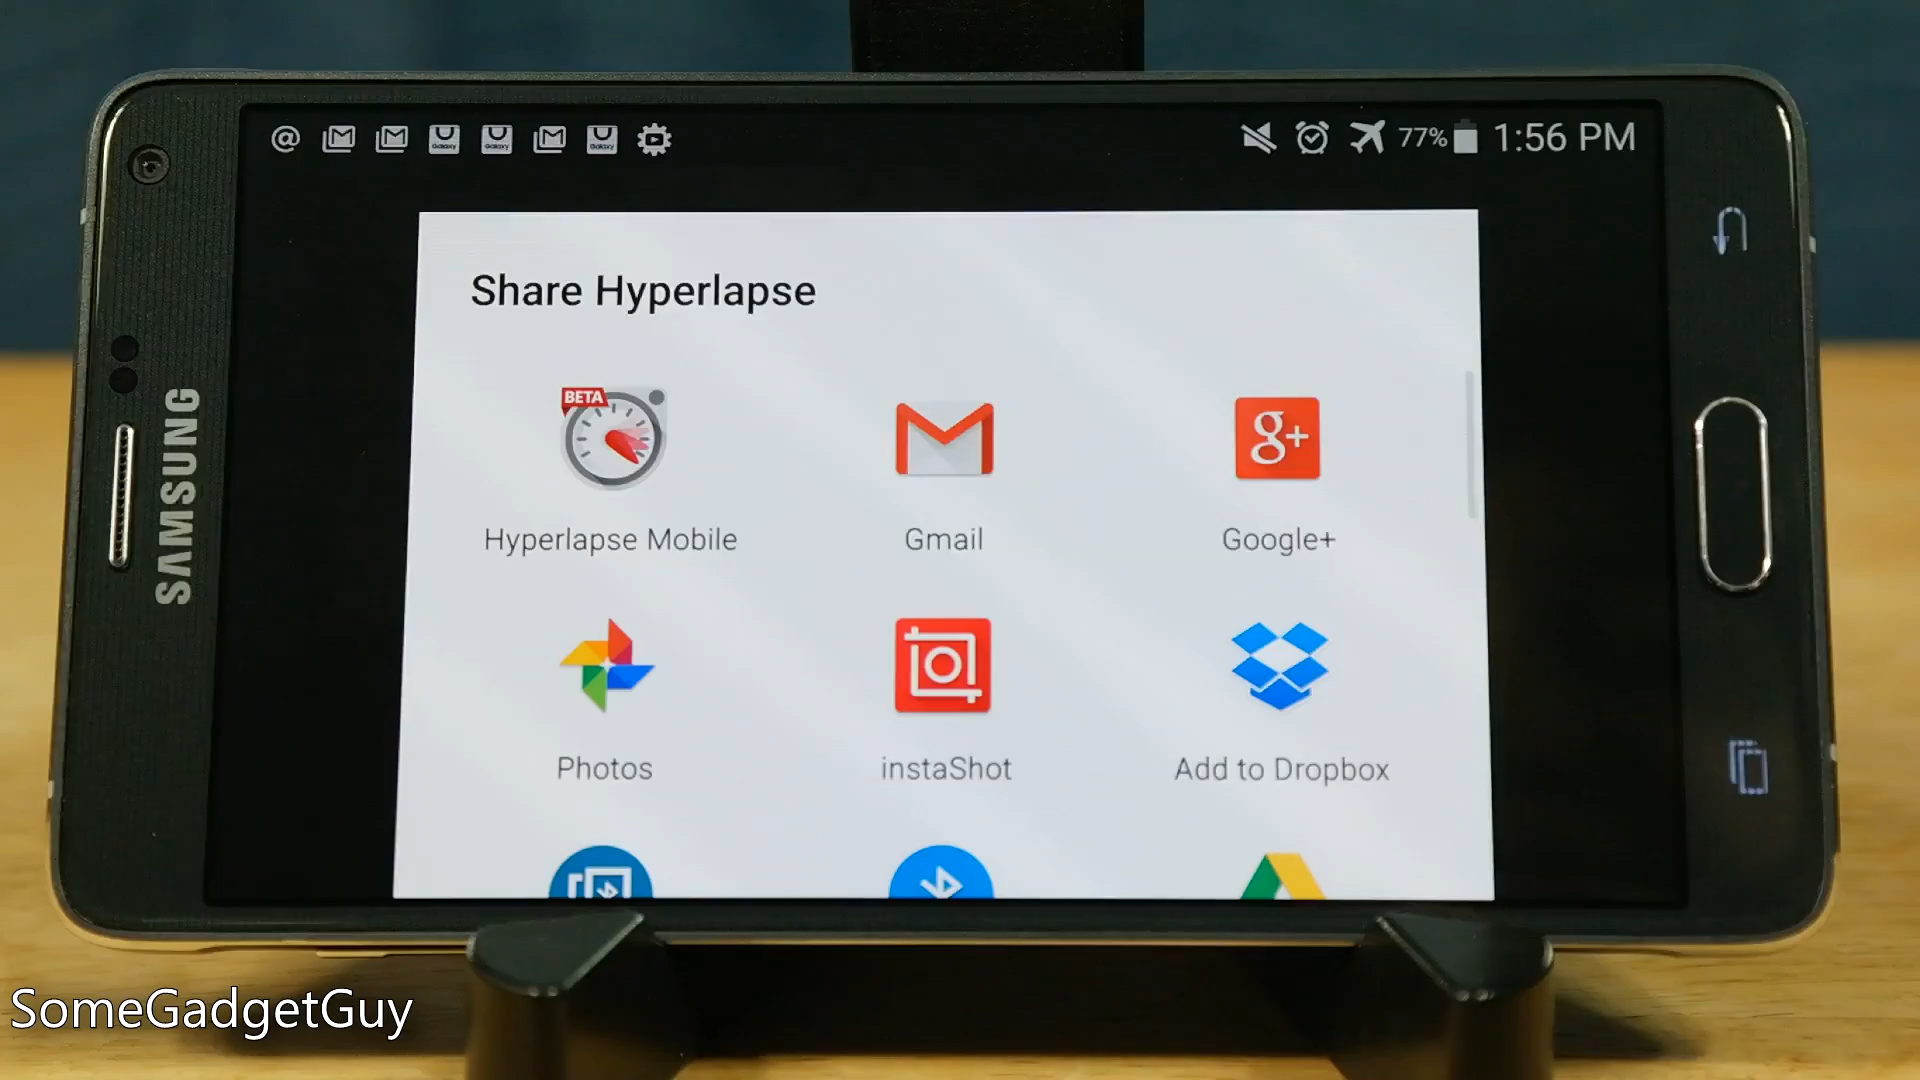 77% 1:56 PM
Share Hyperlapse
BETA
g+
Hyperlapse Mobile Gmail Google+
Photos instaShot Add to Dropbox
SAMSUNG
SomeGadgetGuy